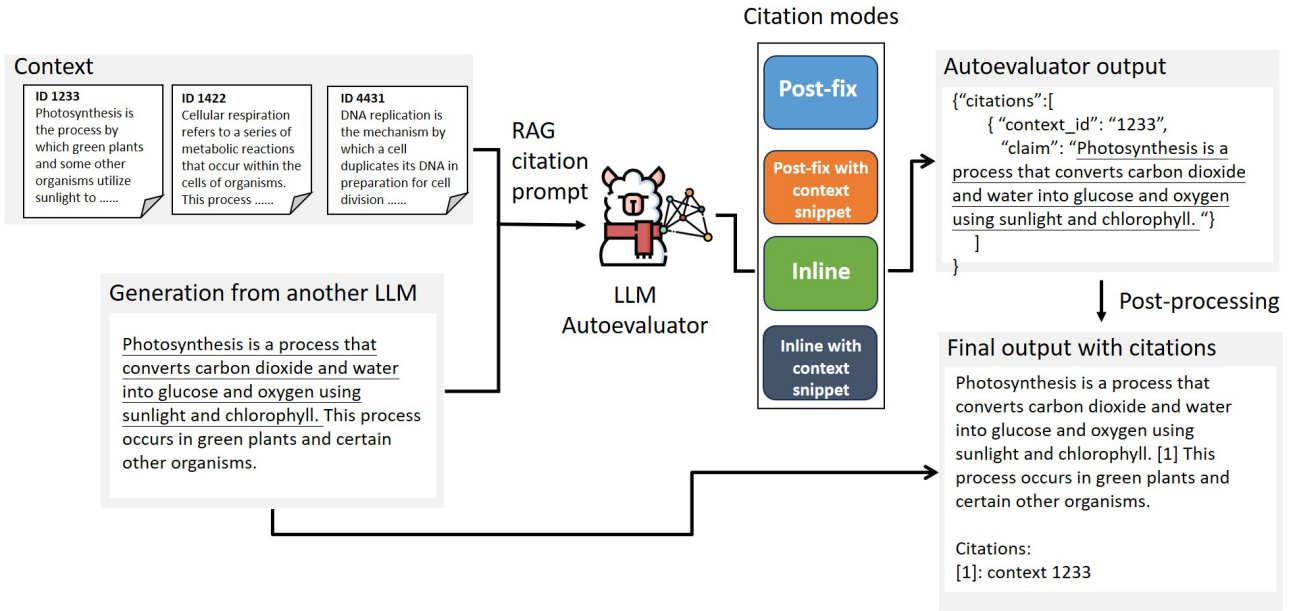 Citation modes
Context
ID 1233
Photosynthesis is
the process by
which green plants
and some other
organisms utilize
sunlight to ......
ID 1422
Cellular respiration
refers to a series of
metabolic reactions
that occur within the
cells of organisms.
This process ......
ID 4431
DNA replication is
the mechanism by
which a cell
duplicates its DNA in
preparation for cell
division ......
Generation from another LLM
Photosynthesis is a process that
converts carbon dioxide and water
into glucose and oxygen using
sunlight and chlorophyll. This process
occurs in green plants and certain
other organisms.
RAG
citation
prompt
LLM
Autoevaluator
Post-fix
Post-fix with
context
snippet
Inline
Inline with
context
snippet
Autoevaluator output
{“citations”:[
{ “context_id”: “1233”,
“claim”: “Photosynthesis is a
process that converts carbon dioxide
and water into glucose and oxygen
using sunlight and chlorophyll. “}
]
}
Post-processing
Final output with citations
Photosynthesis is a process that
converts carbon dioxide and water
into glucose and oxygen using
sunlight and chlorophyll. [1] This
process occurs in green plants and
certain other organisms.
Citations:
[1]: context 1233